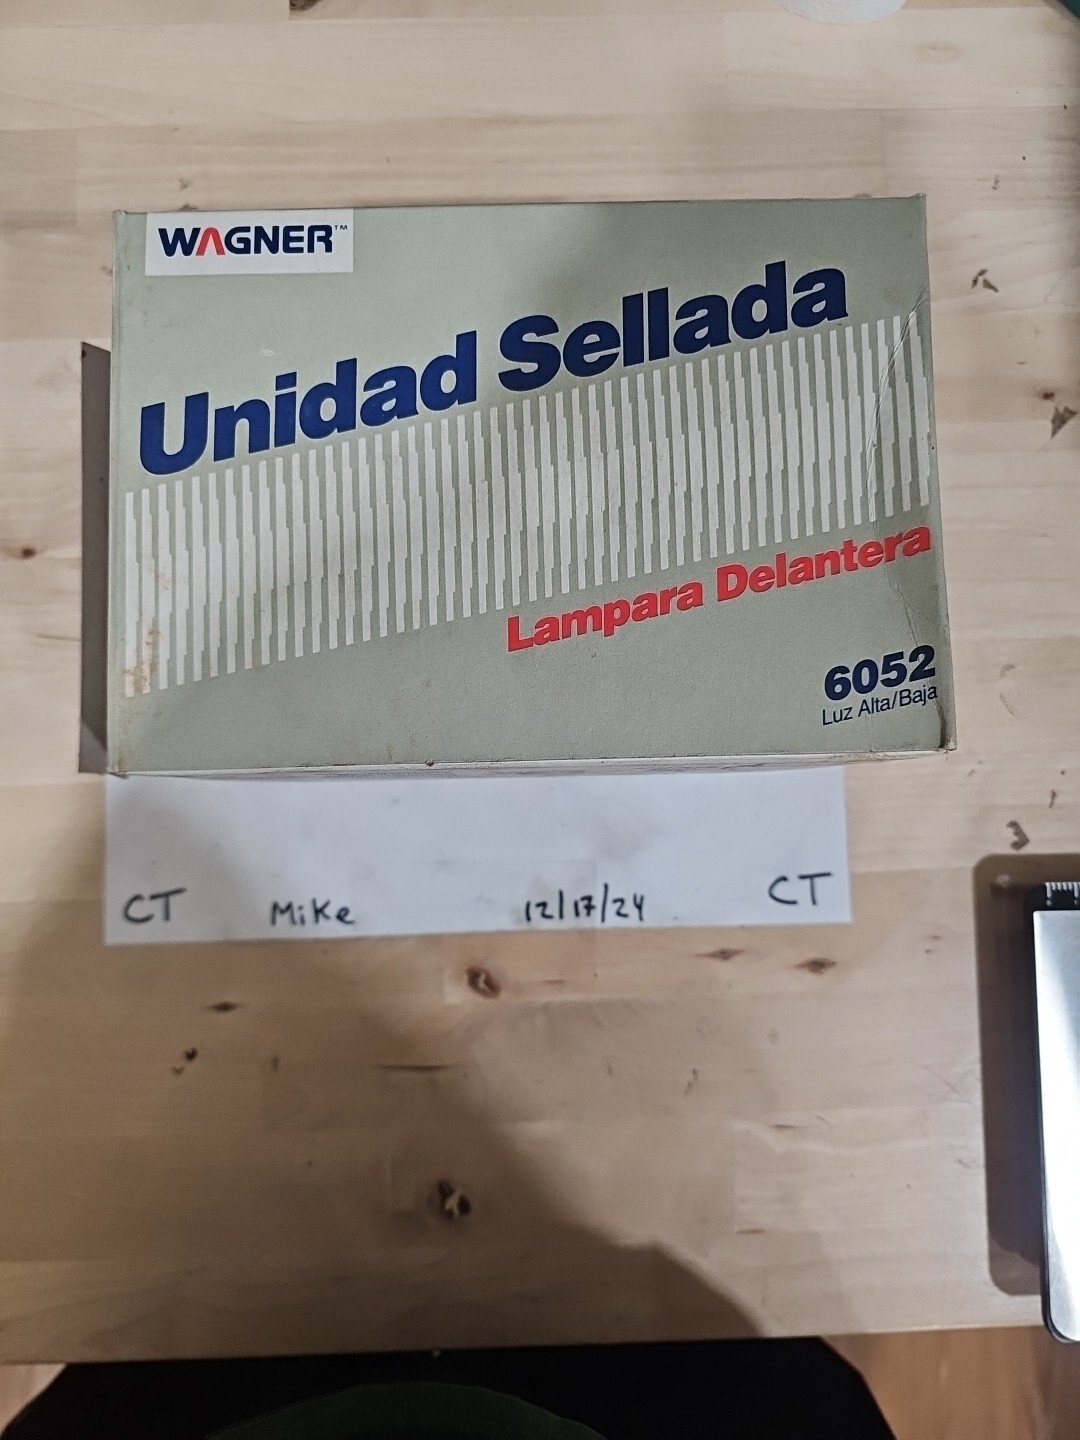 WAGNER™
Unidad Sellada
Lampara Delantera
6052
Luz Alta/Baja
CT Mike 12/17/24 CT